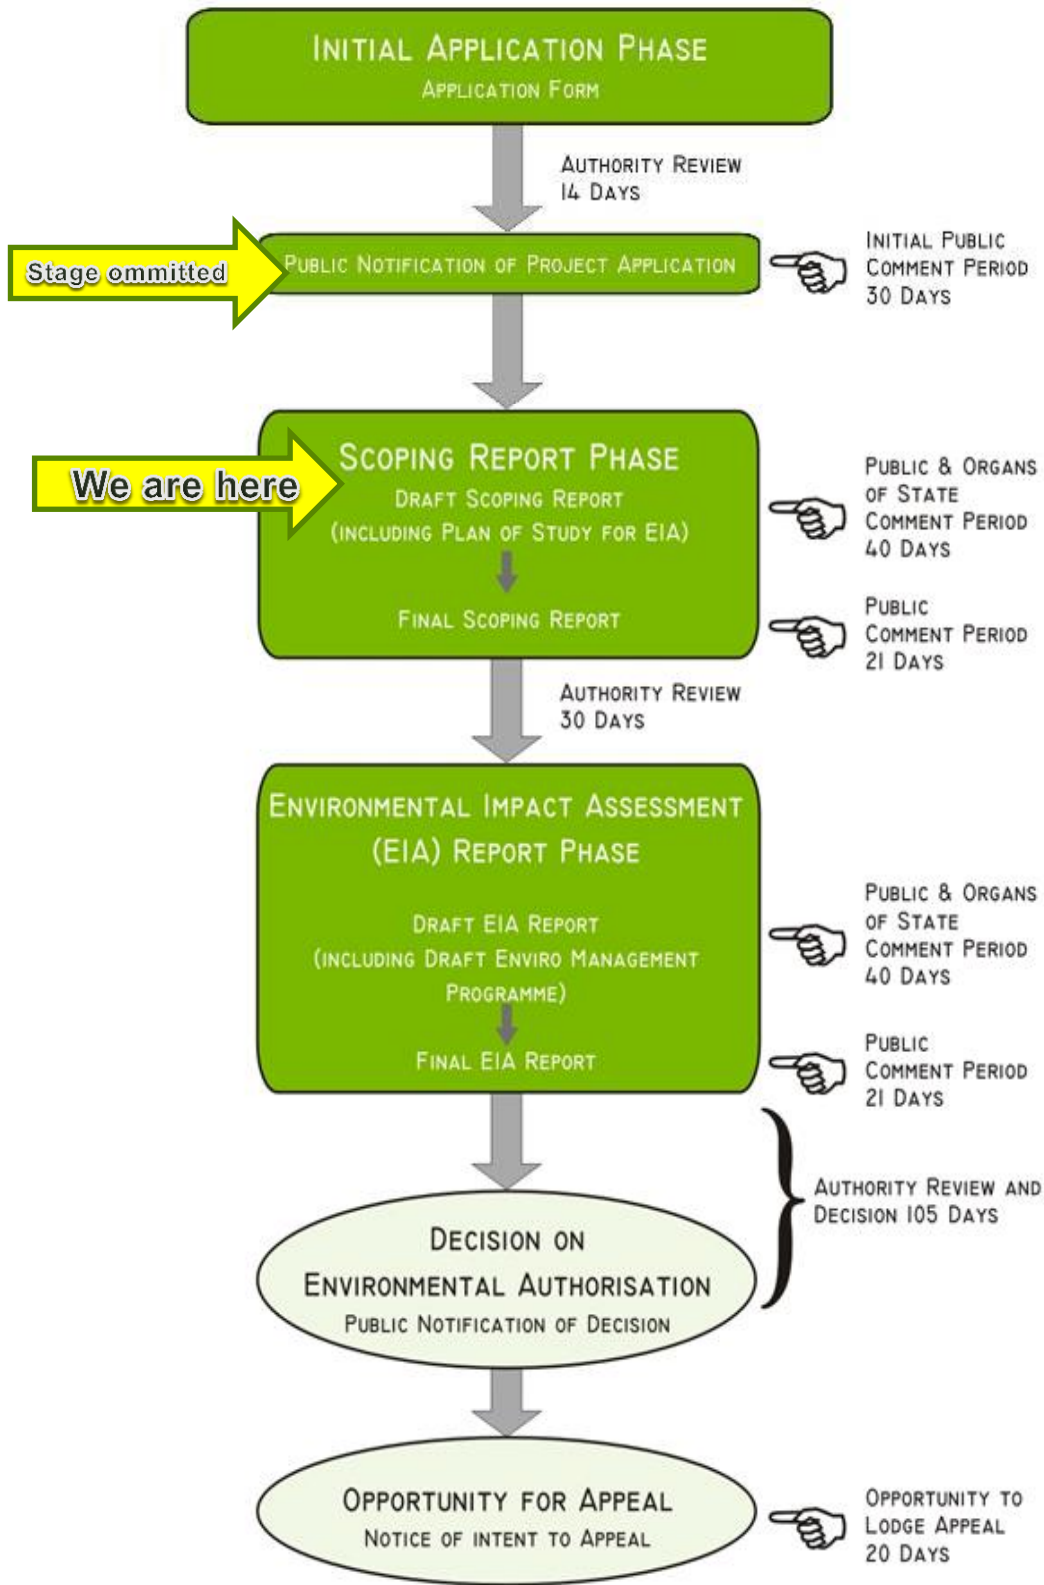 INITIAL APPLICATION PHASE
APPLICATION FORM
AUTHORITY REVIEW
14 DAYS
Stage ommitted
PUBLIC NOTIFICATION OF PROJECT APPLICATION
INITIAL PUBLIC
COMMENT PERIOD
30 DAYS
We are here
SCOPING REPORT PHASE
DRAFT SCOPING REPORT
(INCLUDING PLAN OF STUDY FOR EIA)
FINAL SCOPING REPORT
PUBLIC & ORGANS
OF STATE
COMMENT PERIOD
40 DAYS
PUBLIC
COMMENT PERIOD
21 DAYS
AUTHORITY REVIEW
30 DAYS
ENVIRONMENTAL IMPACT ASSESSMENT
(EIA) REPORT PHASE
DRAFT EIA REPORT
(INCLUDING DRAFT ENVIRO MANAGEMENT
PROGRAMME)
FINAL EIA REPORT
PUBLIC & ORGANS
OF STATE
COMMENT PERIOD
40 DAYS
PUBLIC
COMMENT PERIOD
21 DAYS
AUTHORITY REVIEW AND
DECISION 105 DAYS
DECISION ON
ENVIRONMENTAL AUTHORISATION
PUBLIC NOTIFICATION OF DECISION
OPPORTUNITY FOR APPEAL
NOTICE OF INTENT TO APPEAL
OPPORTUNITY TO
LODGE APPEAL
20 DAYS